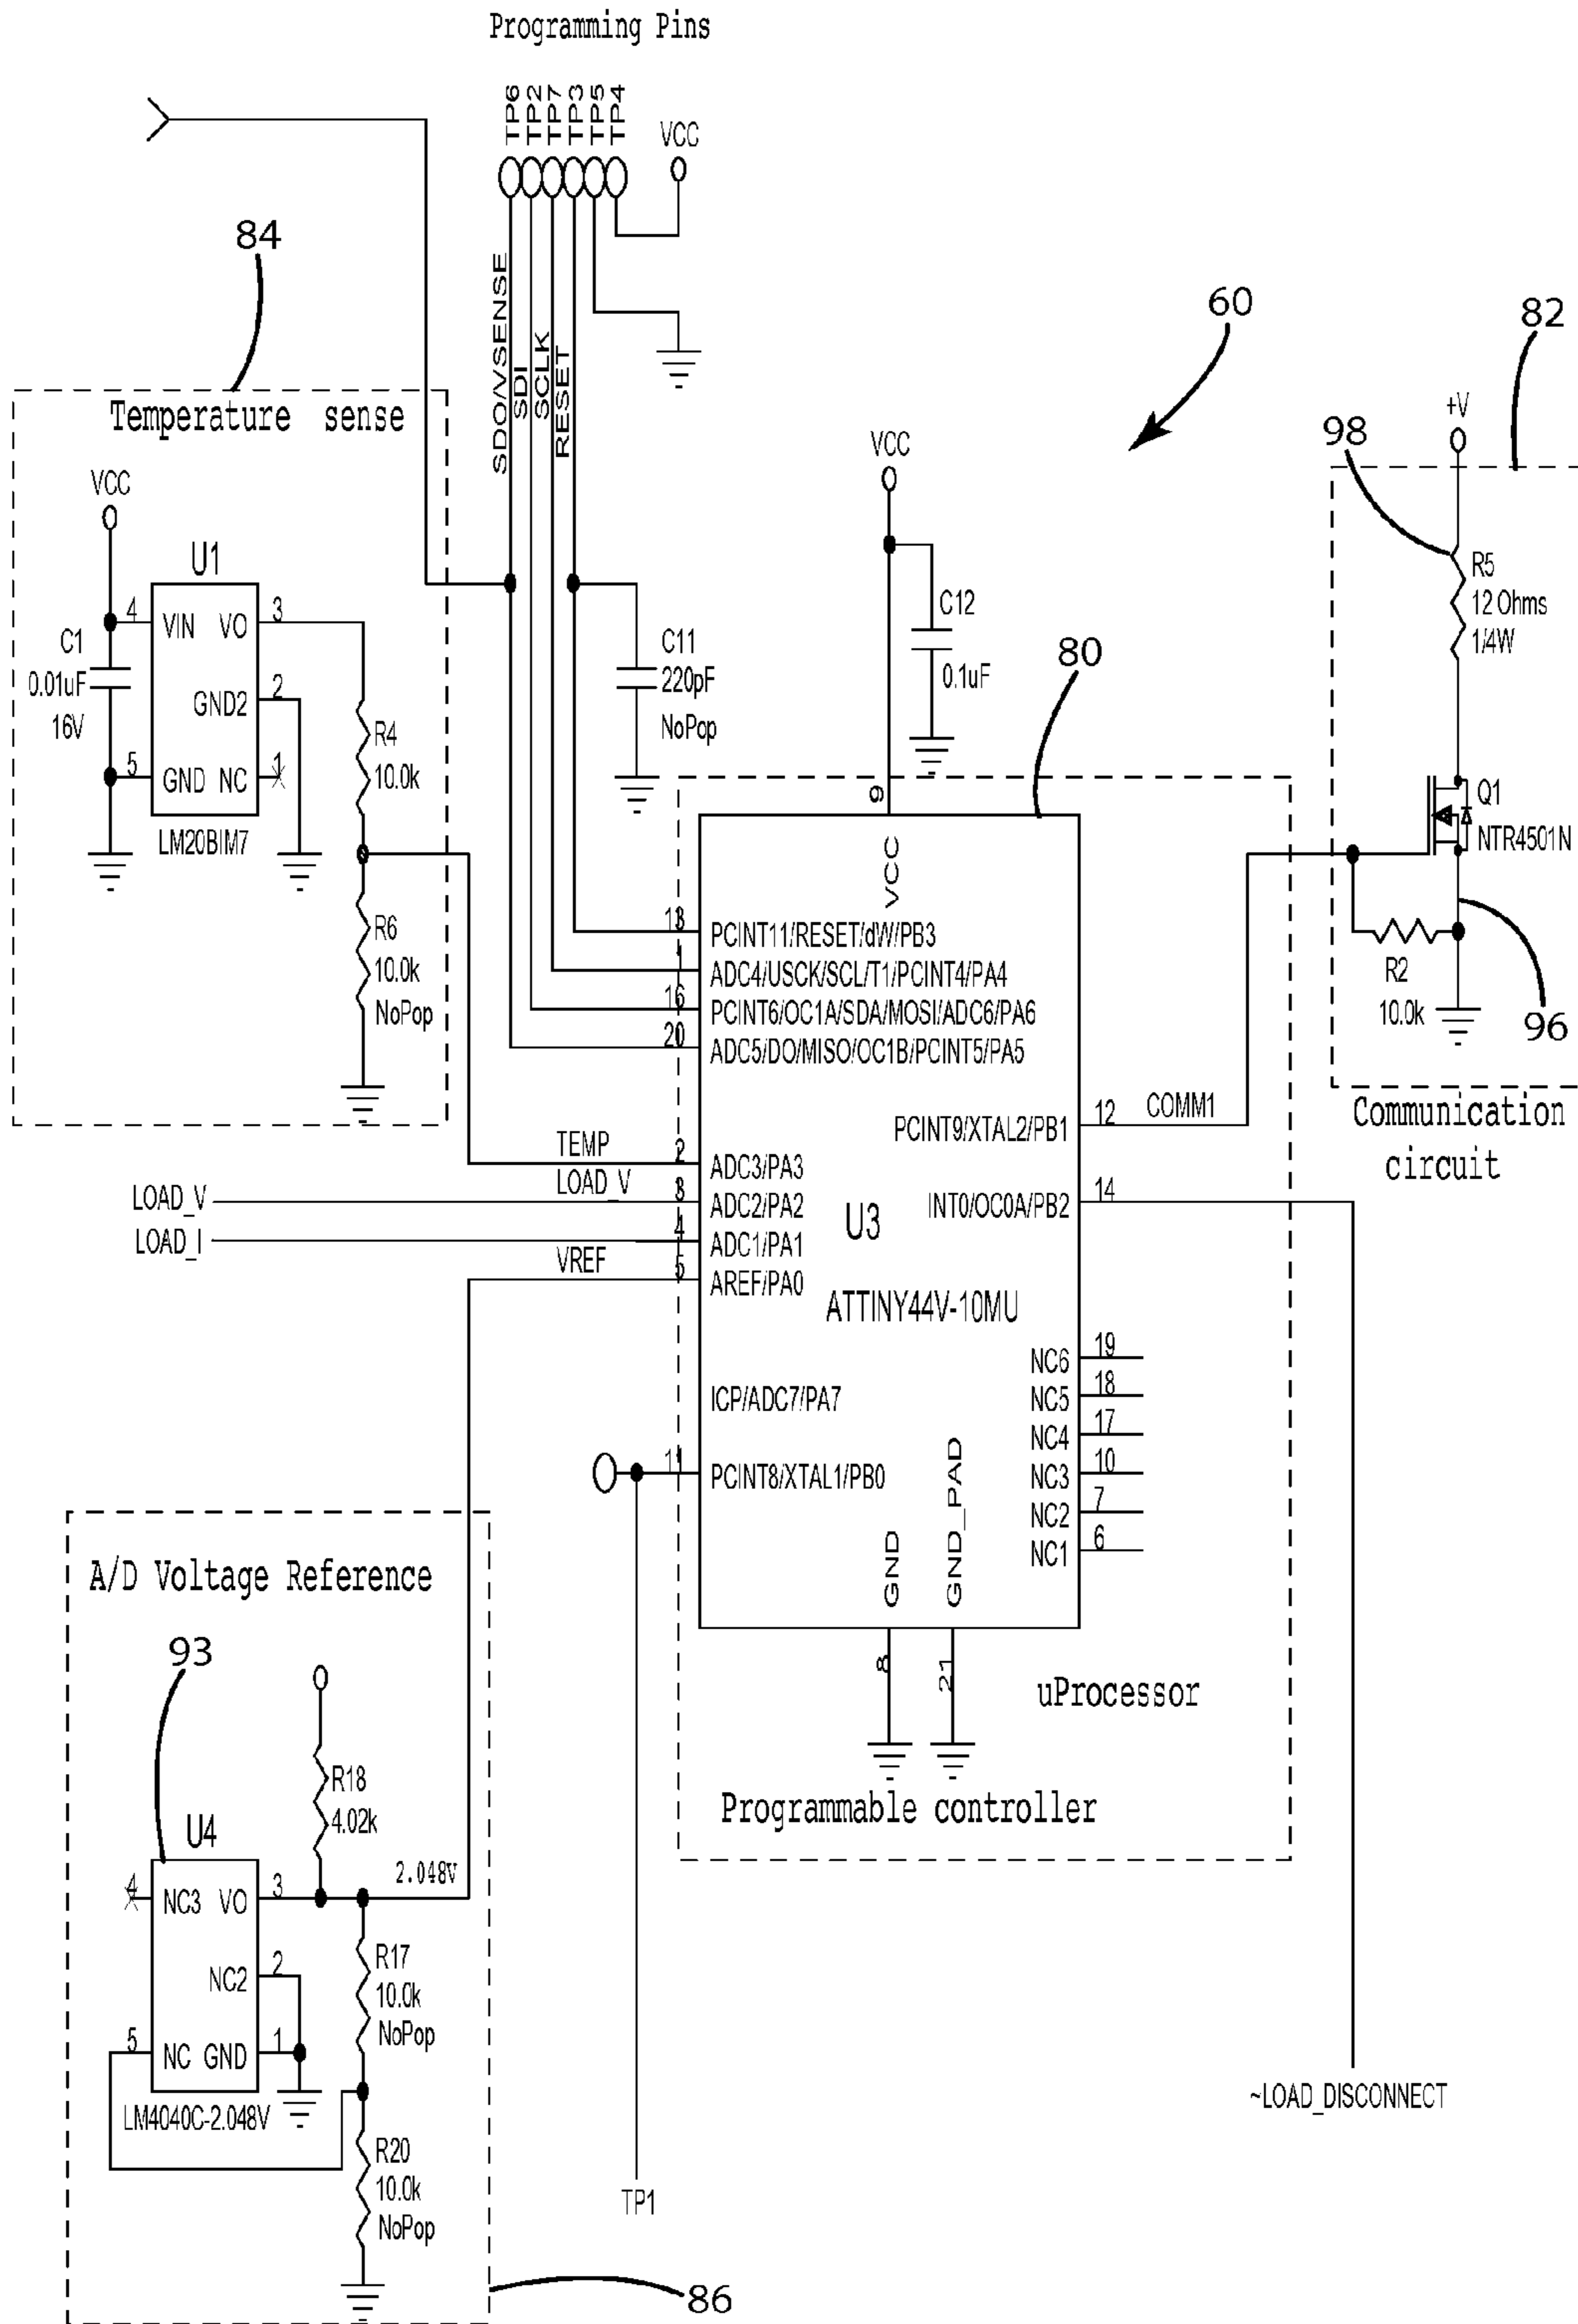 Programming Pins
TP6
TP2
TP7
TP3
TP5
TP4
VCC
84
SDO/VSENSE
SDI
SCLK
RESET
60
82
Temperature sense
VCC
U1
4
VIN VO
3
C1
0.01uF
16V
GND2
2
5
GND NC
1
LM20BIM7
R4
10.0k
R6
10.0k
NoPop
C11
220pF
NoPop
VCC
C12
0.1uF
80
98
+V
R5
12 Ohms
1/4W
Q1
NTR4501N
R2
10.0k
96
Communication
circuit
9
VCC
13
PCINT11/RESET/dW/PB3
1
ADC4/USCK/SCL/T1/PCINT4/PA4
16
PCINT6/OC1A/SDA/MOSI/ADC6/PA6
20
ADC5/DO/MISO/OC1B/PCINT5/PA5
PCINT9/XTAL2/PB1
12
COMM1
TEMP
2
ADC3/PA3
LOAD_V
LOAD_V
3
ADC2/PA2
INT0/OC0A/PB2
14
LOAD_I
4
ADC1/PA1
U3
VREF
5
AREF/PA0
ATTINY44V-10MU
NC6
19
NC5
18
NC4
17
NC3
10
NC2
7
NC1
6
ICP/ADC7/PA7
11
PCINT8/XTAL1/PB0
GND
GND_PAD
8
21
uProcessor
Programmable controller
A/D Voltage Reference
93
R18
4.02k
U4
2.048V
4
NC3 VO
3
NC2
2
5
NC GND
1
LM4040C-2.048V
R17
10.0k
NoPop
R20
10.0k
NoPop
TP1
~LOAD_DISCONNECT
86